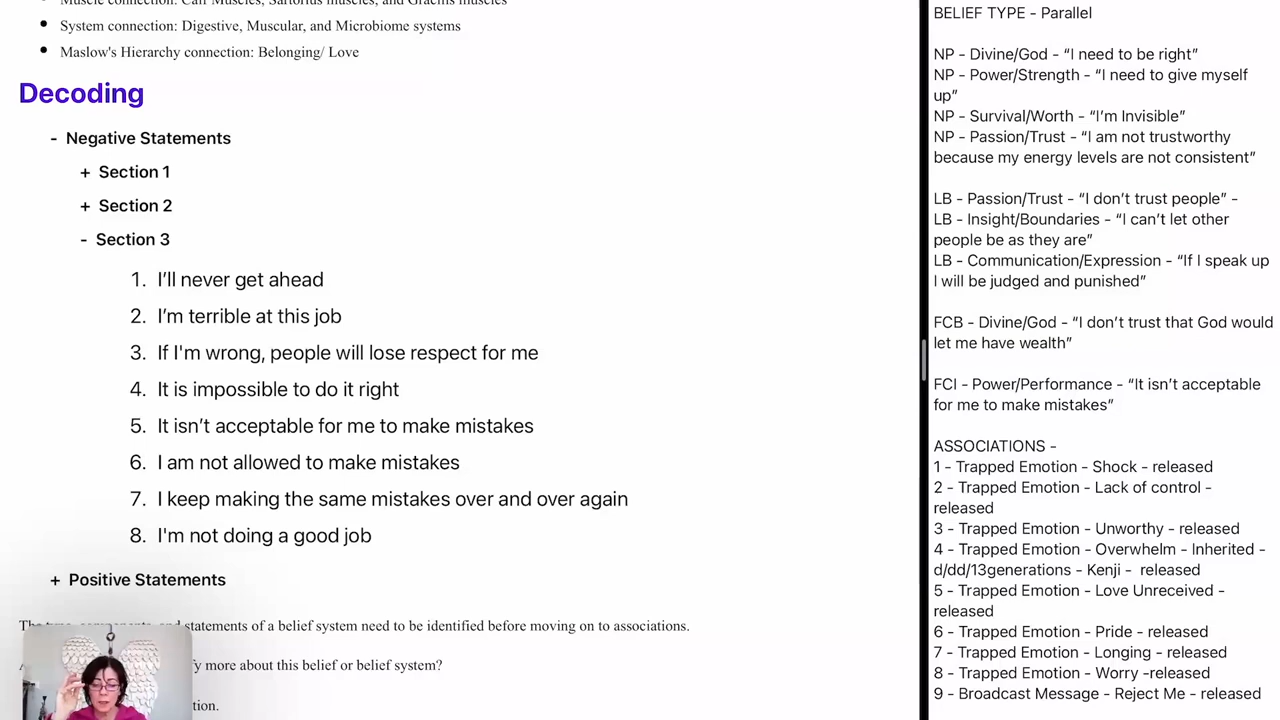 Muscle connection: Calf Muscles, Sartorius muscles, and Gracilis muscles
System connection: Digestive, Muscular, and Microbiome systems
Maslow's Hierarchy connection: Belonging/ Love
Decoding
- Negative Statements
+ Section 1
+ Section 2
- Section 3
1. I’ll never get ahead
2. I’m terrible at this job
3. If I'm wrong, people will lose respect for me
4. It is impossible to do it right
5. It isn’t acceptable for me to make mistakes
6. I am not allowed to make mistakes
7. I keep making the same mistakes over and over again
8. I'm not doing a good job
+ Positive Statements
statements of a belief system need to be identified before moving on to associations.
more about this belief or belief system?
BELIEF TYPE - Parallel
NP - Divine/God - “I need to be right”
NP - Power/Strength - “I need to give myself
up”
NP - Survival/Worth - “I’m Invisible”
NP - Passion/Trust - “I am not trustworthy
because my energy levels are not consistent”
LB - Passion/Trust - “I don’t trust people” -
LB - Insight/Boundaries - “I can’t let other
people be as they are”
LB - Communication/Expression - “If I speak up
I will be judged and punished”
FCB - Divine/God - “I don’t trust that God would
let me have wealth”
FCI - Power/Performance - “It isn’t acceptable
for me to make mistakes”
ASSOCIATIONS -
1 - Trapped Emotion - Shock - released
2 - Trapped Emotion - Lack of control -
released
3 - Trapped Emotion - Unworthy - released
4 - Trapped Emotion - Overwhelm - Inherited -
d/dd/13generations - Kenji - released
5 - Trapped Emotion - Love Unreceived -
released
6 - Trapped Emotion - Pride - released
7 - Trapped Emotion - Longing - released
8 - Trapped Emotion - Worry -released
9 - Broadcast Message - Reject Me - released